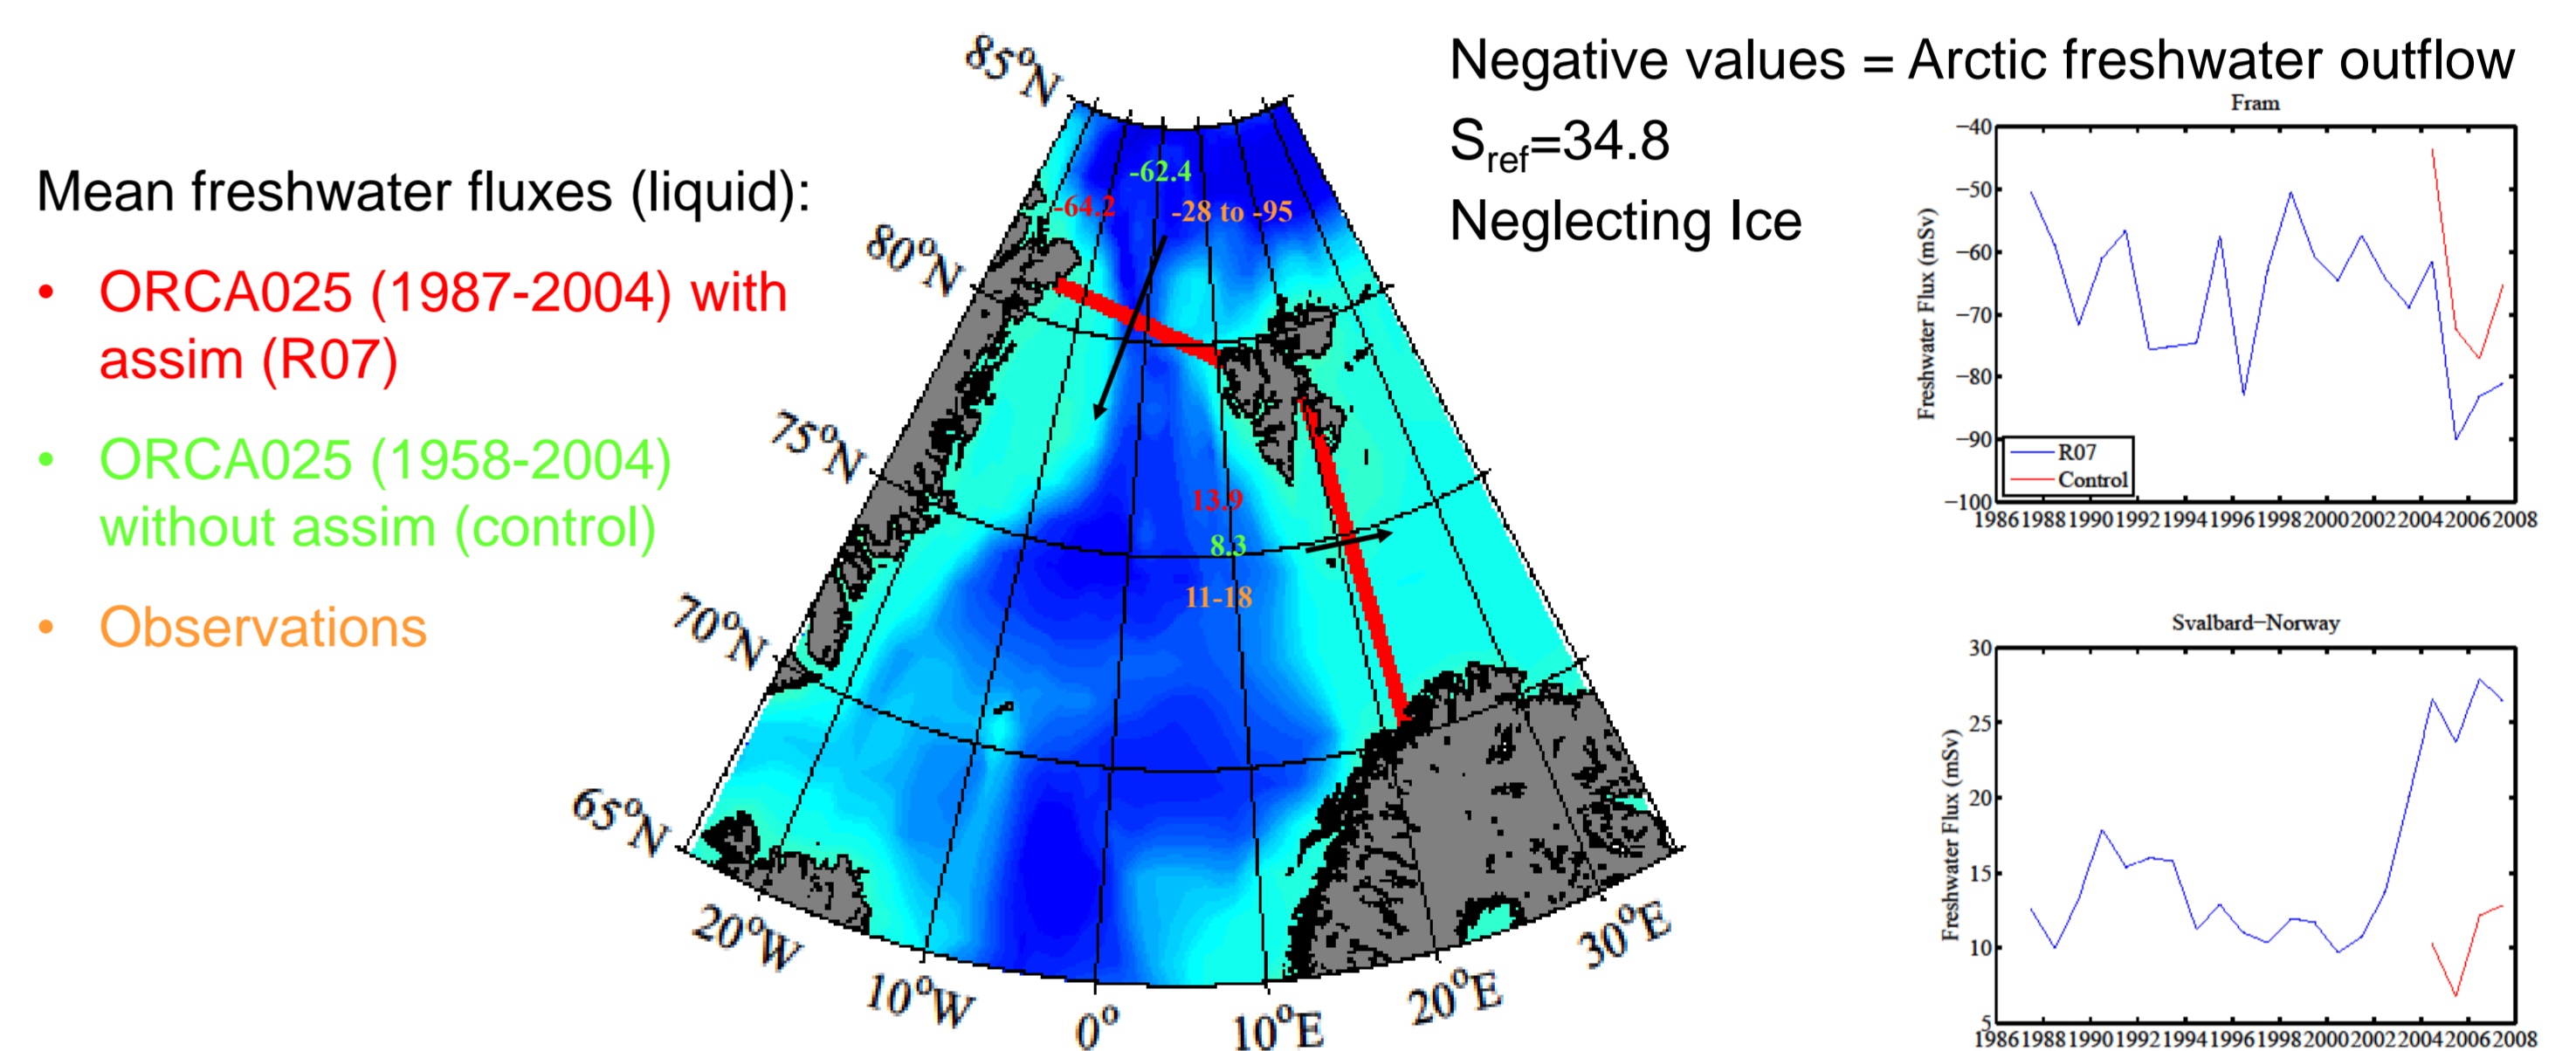 Mean freshwater fluxes (liquid):
• ORCA025 (1987-2004) with
assim (R07)
• ORCA025 (1958-2004)
without assim (control)
• Observations
85°N
80°N
75°N
70°N
65°N
20°W
10°W
0°
10°E
20°E
30°E
-62.4
-64.2
-28 to -95
13.9
8.3
11-18
Negative values = Arctic freshwater outflow
Sref=34.8
Neglecting Ice
Fram
Freshwater Flux (mSv)
−40
−50
−60
−70
−80
−90
−100
R07
Control
1986 1988 1990 1992 1994 1996 1998 2000 2002 2004 2006 2008
Svalbard−Norway
Freshwater Flux (mSv)
30
25
20
15
10
5
1986 1988 1990 1992 1994 1996 1998 2000 2002 2004 2006 2008